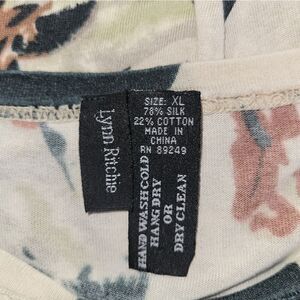 Lynn Ritchie
SIZE: XL
78% SILK
22% COTTON
MADE IN
CHINA
RN 89249
HAND WASH COLD
HANG DRY
OR
DRY CLEAN